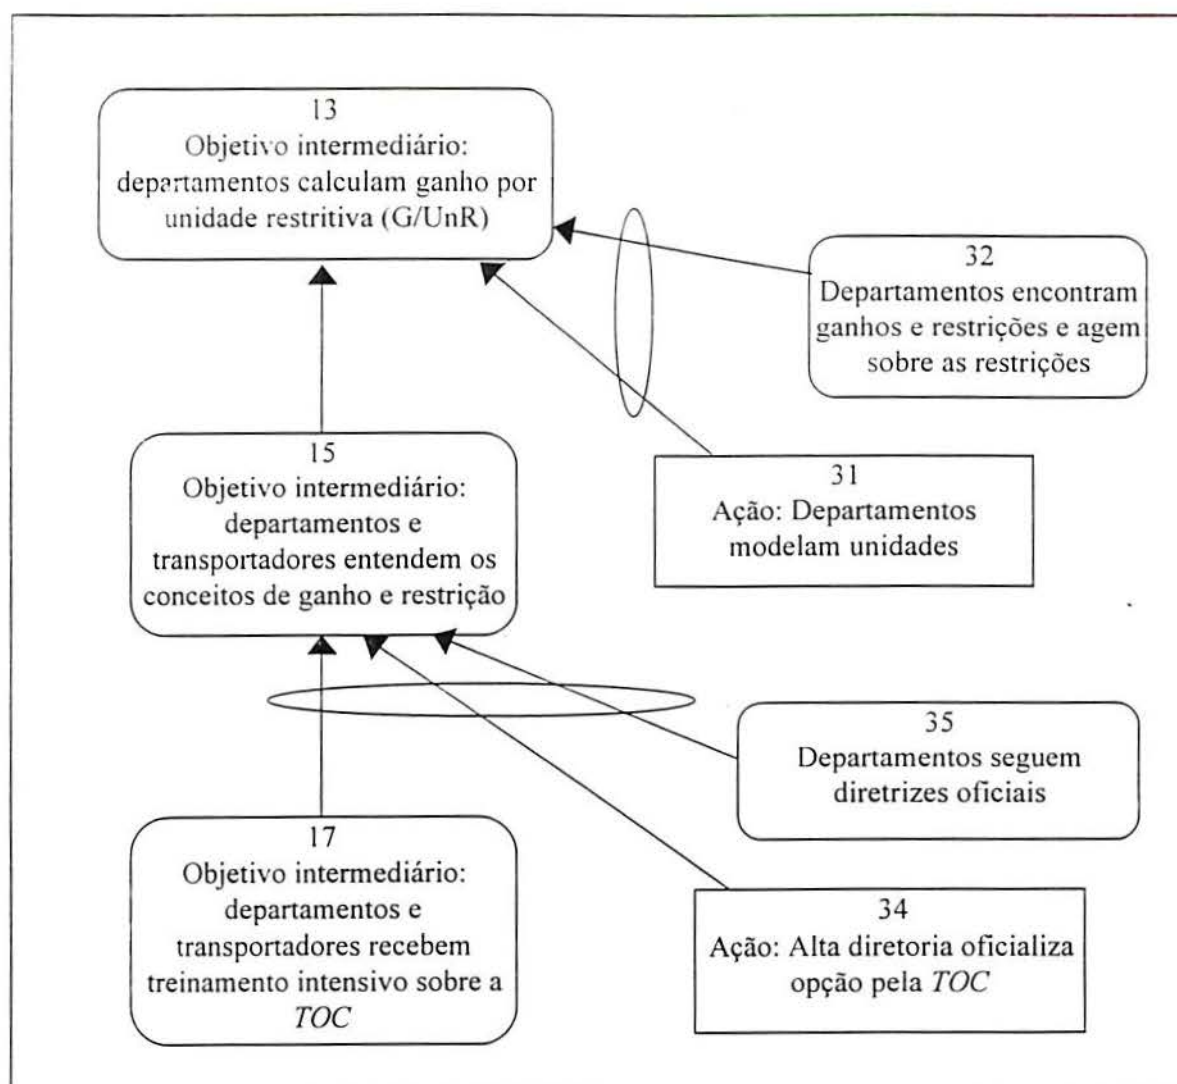 13
Objetivo intermediário:
departamentos calculam ganho por
unidade restritiva (G/UnR)
32
Departamentos encontram
ganhos e restrições e agem
sobre as restrições
15
Objetivo intermediário:
departamentos e
transportadores entendem os
conceitos de ganho e restrição
31
Ação: Departamentos
modelam unidades
35
Departamentos seguem
diretrizes oficiais
17
Objetivo intermediário:
departamentos e
transportadores recebem
treinamento intensivo sobre a
TOC
34
Ação: Alta diretoria oficializa
opção pela TOC